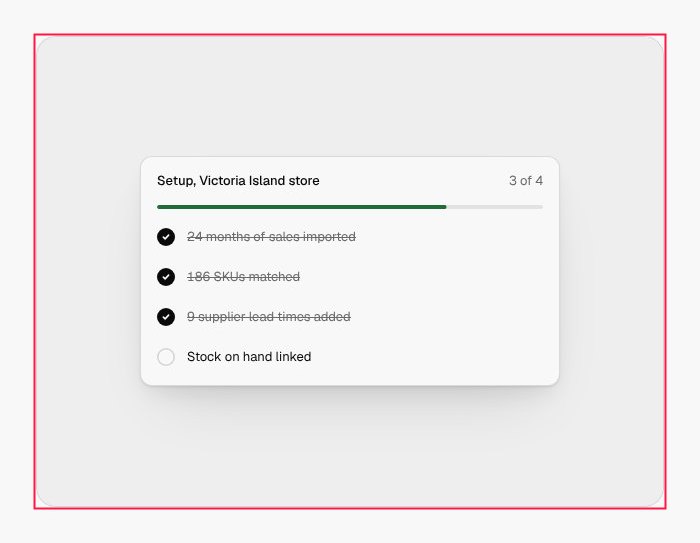 Setup, Victoria Island store
3 of 4
24 months of sales imported
186 SKUs matched
9 supplier lead times added
Stock on hand linked